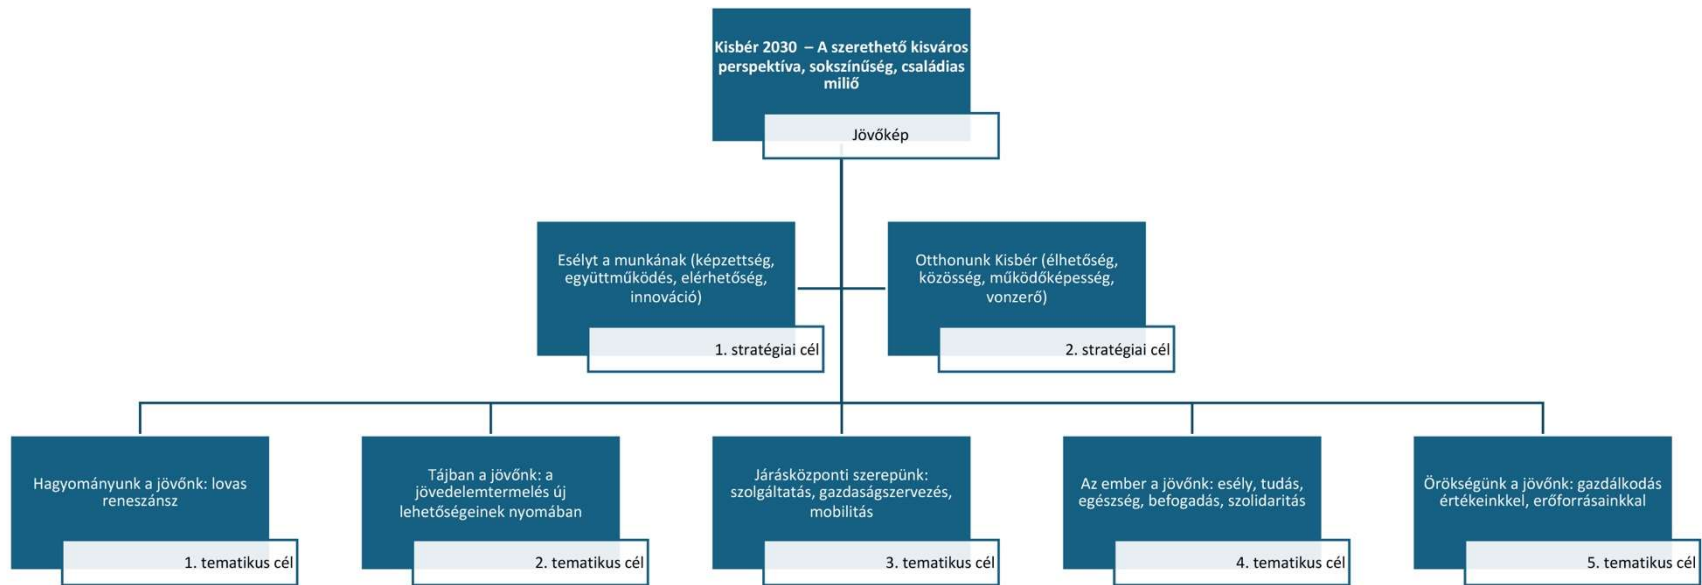 Kisbér 2030 – A szerethető kisváros
perspektíva, sokszínűség, családias
miliő
Jövőkép
Esélyt a munkának (képzettség,
együttműködés, elérhetőség,
innováció)
1. stratégiai cél
Otthonunk Kisbér (élhetőség,
közösség, működőképesség,
vonzerő)
2. stratégiai cél
Hagyományunk a jövőnk: lovas
reneszánsz
1. tematikus cél
Tájban a jövőnk: a
jövedelemtermelés új
lehetőségeinek nyomában
2. tematikus cél
Járásközponti szerepünk:
szolgáltatás, gazdaságszervezés,
mobilitás
3. tematikus cél
Az ember a jövőnk: esély, tudás,
egészség, befogadás, szolidaritás
4. tematikus cél
Örökségünk a jövőnk: gazdálkodás
értékeinkkel, erőforrásainkkal
5. tematikus cél